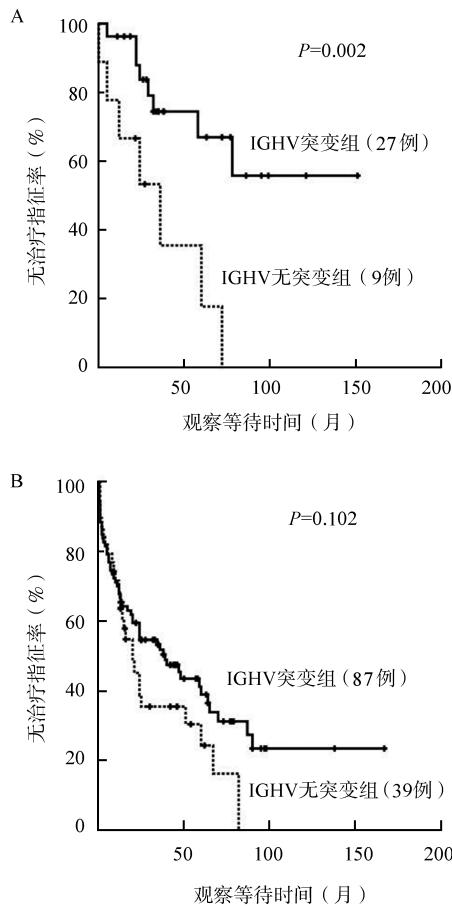 A
100
P=0.002
80
IGHV突变组(27例)
60
40
IGHV无突变组(9例)
20
0
50
100
150
200
无治疗指征率(%)
观察等待时间(月)
B
100
P=0.102
80
60
IGHV突变组(87例)
40
20
IGHV无突变组(39例)
0
50
100
150
200
无治疗指征率(%)
观察等待时间(月)